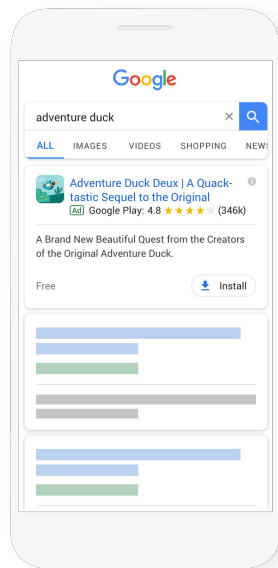 Google
adventure duck
ALL IMAGES VIDEOS SHOPPING NEWS
Adventure Duck Deux | A Quack-
tastic Sequel to the Original
Ad Google Play: 4.8 ★★★★★ (346k)
A Brand New Beautiful Quest from the Creators
of the Original Adventure Duck.
Free Install